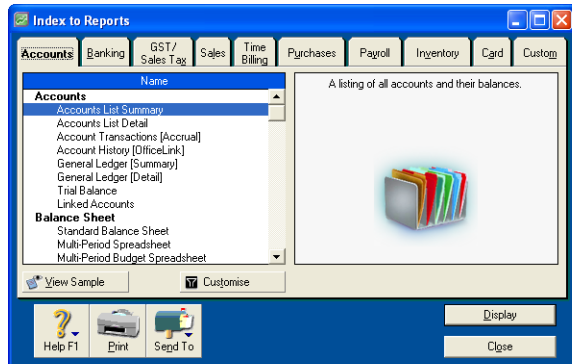 Index to Reports
Accounts Banking GST/ Sales Tax Sales Time Billing Purchases Payroll Inventory Card Custom
Name
A listing of all accounts and their balances.
Accounts
Accounts List Summary
Accounts List Detail
Account Transactions [Accrual]
Account History [OfficeLink]
General Ledger [Summary]
General Ledger [Detail]
Trial Balance
Linked Accounts
Balance Sheet
Standard Balance Sheet
Multi-Period Spreadsheet
Multi-Period Budget Spreadsheet
View Sample Customise
Help F1 Print Send To
Display
Close